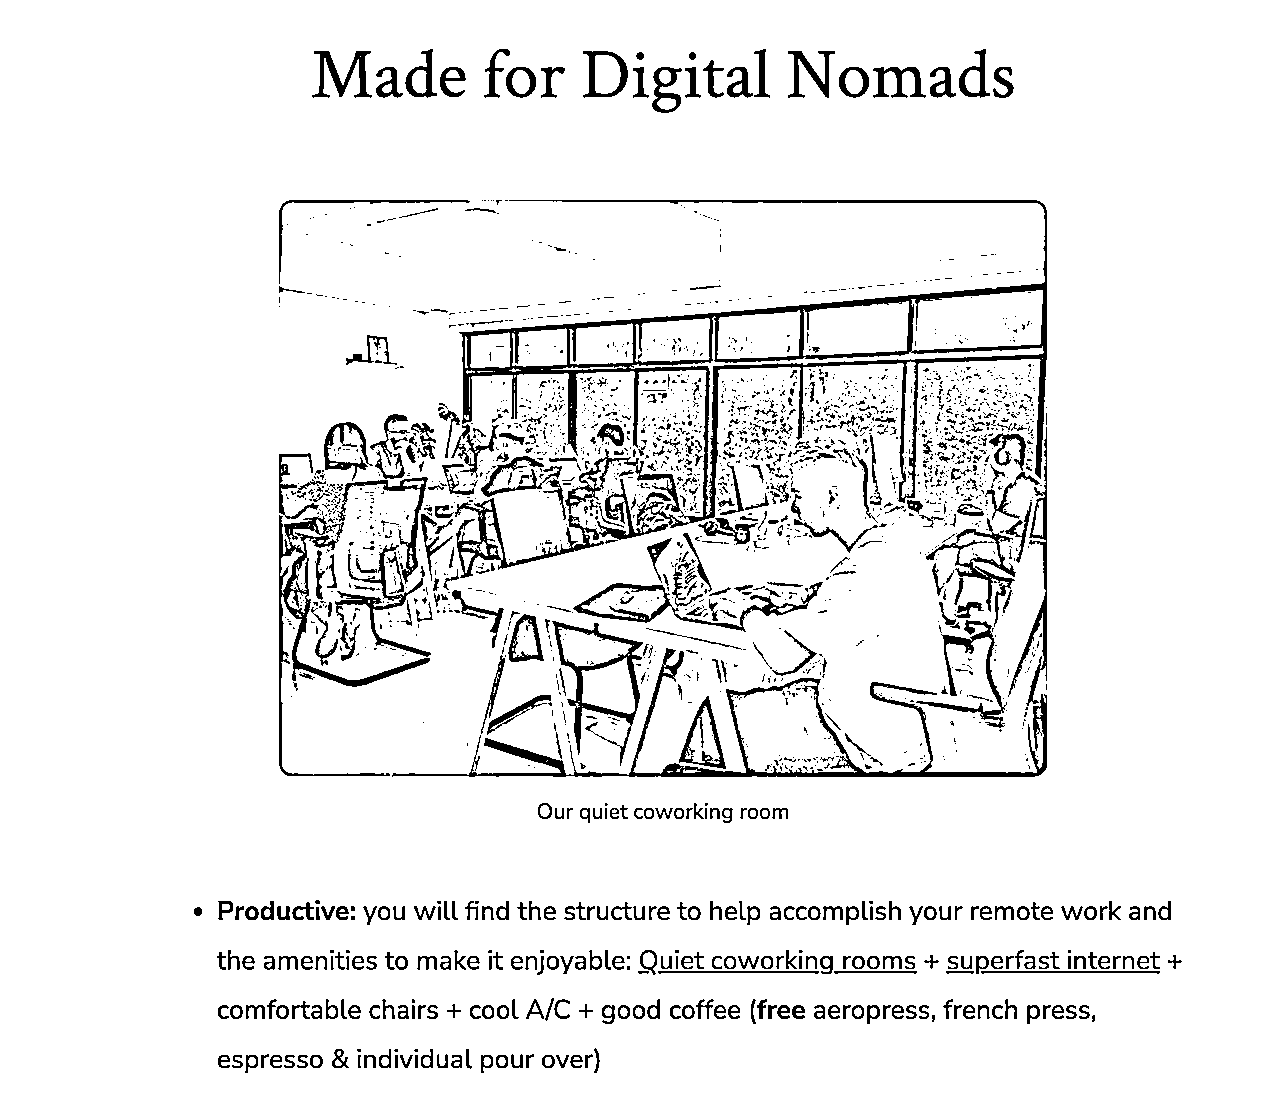 Made for Digital Nomads
Our quiet coworking room
• Productive: you will find the structure to help accomplish your remote work and
the amenities to make it enjoyable: Quiet coworking rooms + superfast internet +
comfortable chairs + cool A/C + good coffee (free aeropress, french press,
espresso & individual pour over)